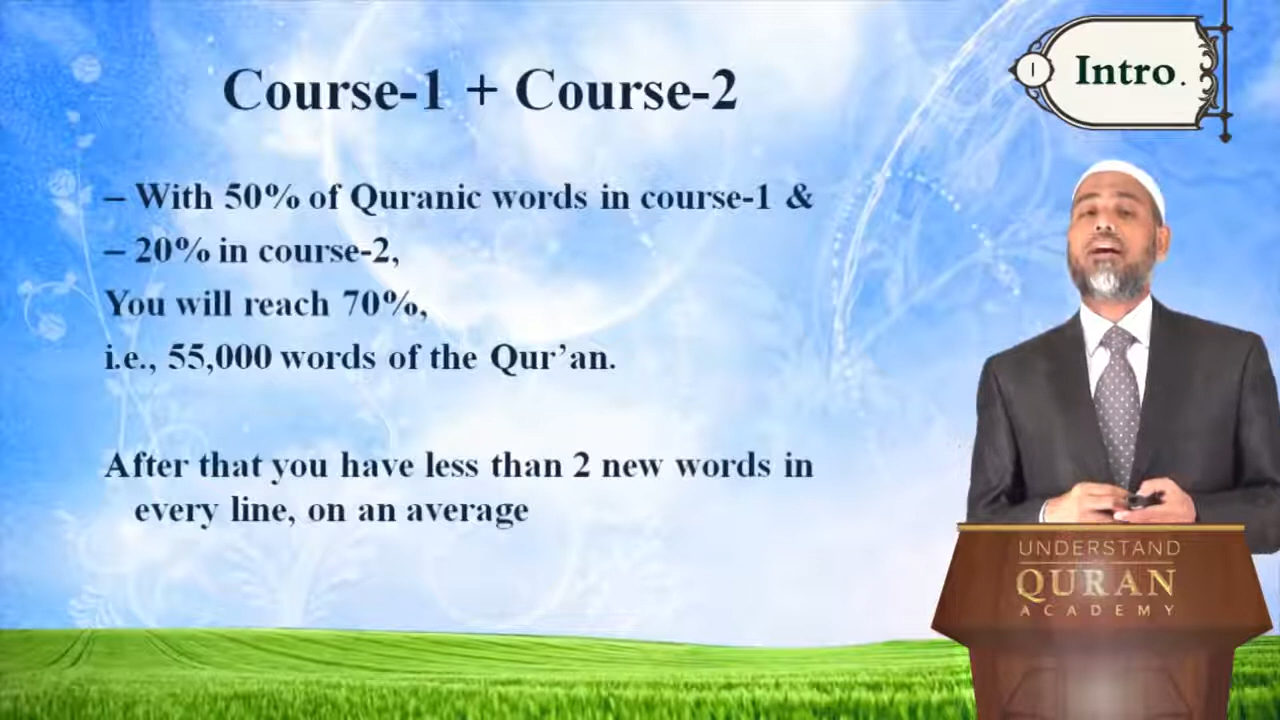 Course-1 + Course-2
Intro.
– With 50% of Quranic words in course-1 &
– 20% in course-2,
You will reach 70%,
i.e., 55,000 words of the Qur’an.
After that you have less than 2 new words in
every line, on an average
UNDERSTAND
QURAN
ACADEMY